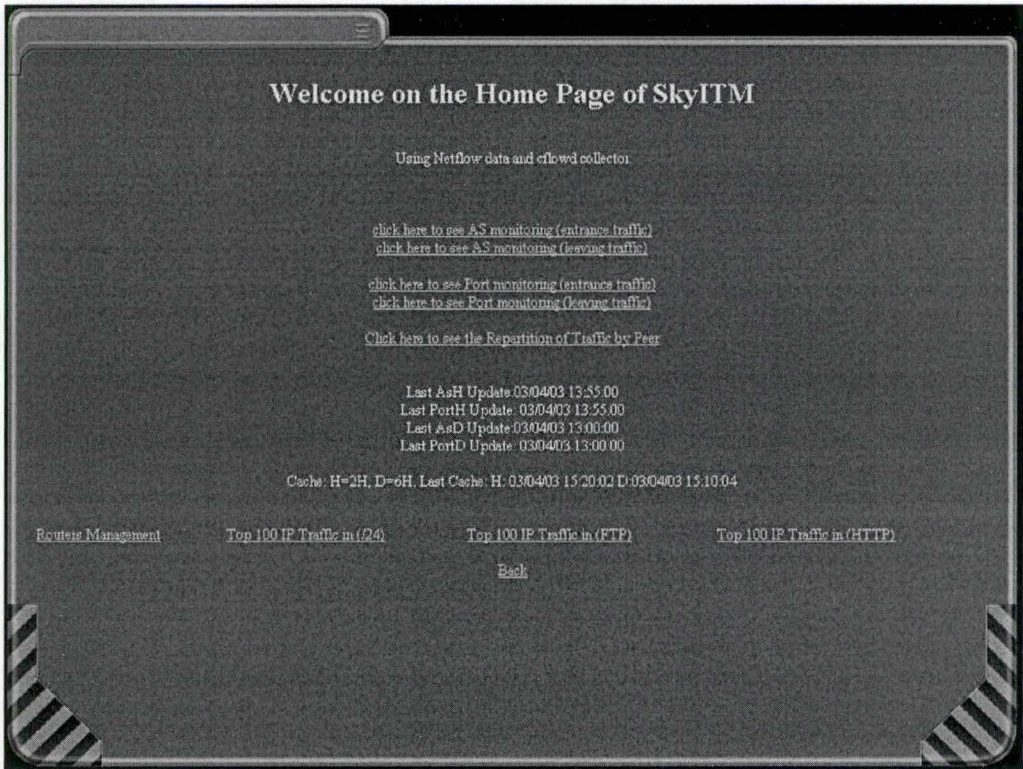 Welcome on the Home Page of SkyITM
Using Netflow data and cflowd collector
click here to see AS monitoring (entrance traffic)
click here to see AS monitoring (leaving traffic)
click here to see Port monitoring (entrance traffic)
click here to see Port monitoring (leaving traffic)
Click here to see the Repartition of Traffic by Peer
Last AsH Update:03/04/03 13:55:00
Last PortH Update: 03/04/03 13:55:00
Last AsD Update:03/04/03 13:00:00
Last PortD Update: 03/04/03 13:00:00
Cache: H=2H, D=6H, Last Cache: H: 03/04/03 15:20:02 D:03/04/03 15:10:04
Routers Management Top 100 IP Traffic in (/24) Top 100 IP Traffic in (FTP) Top 100 IP Traffic in (HTTP)
Back